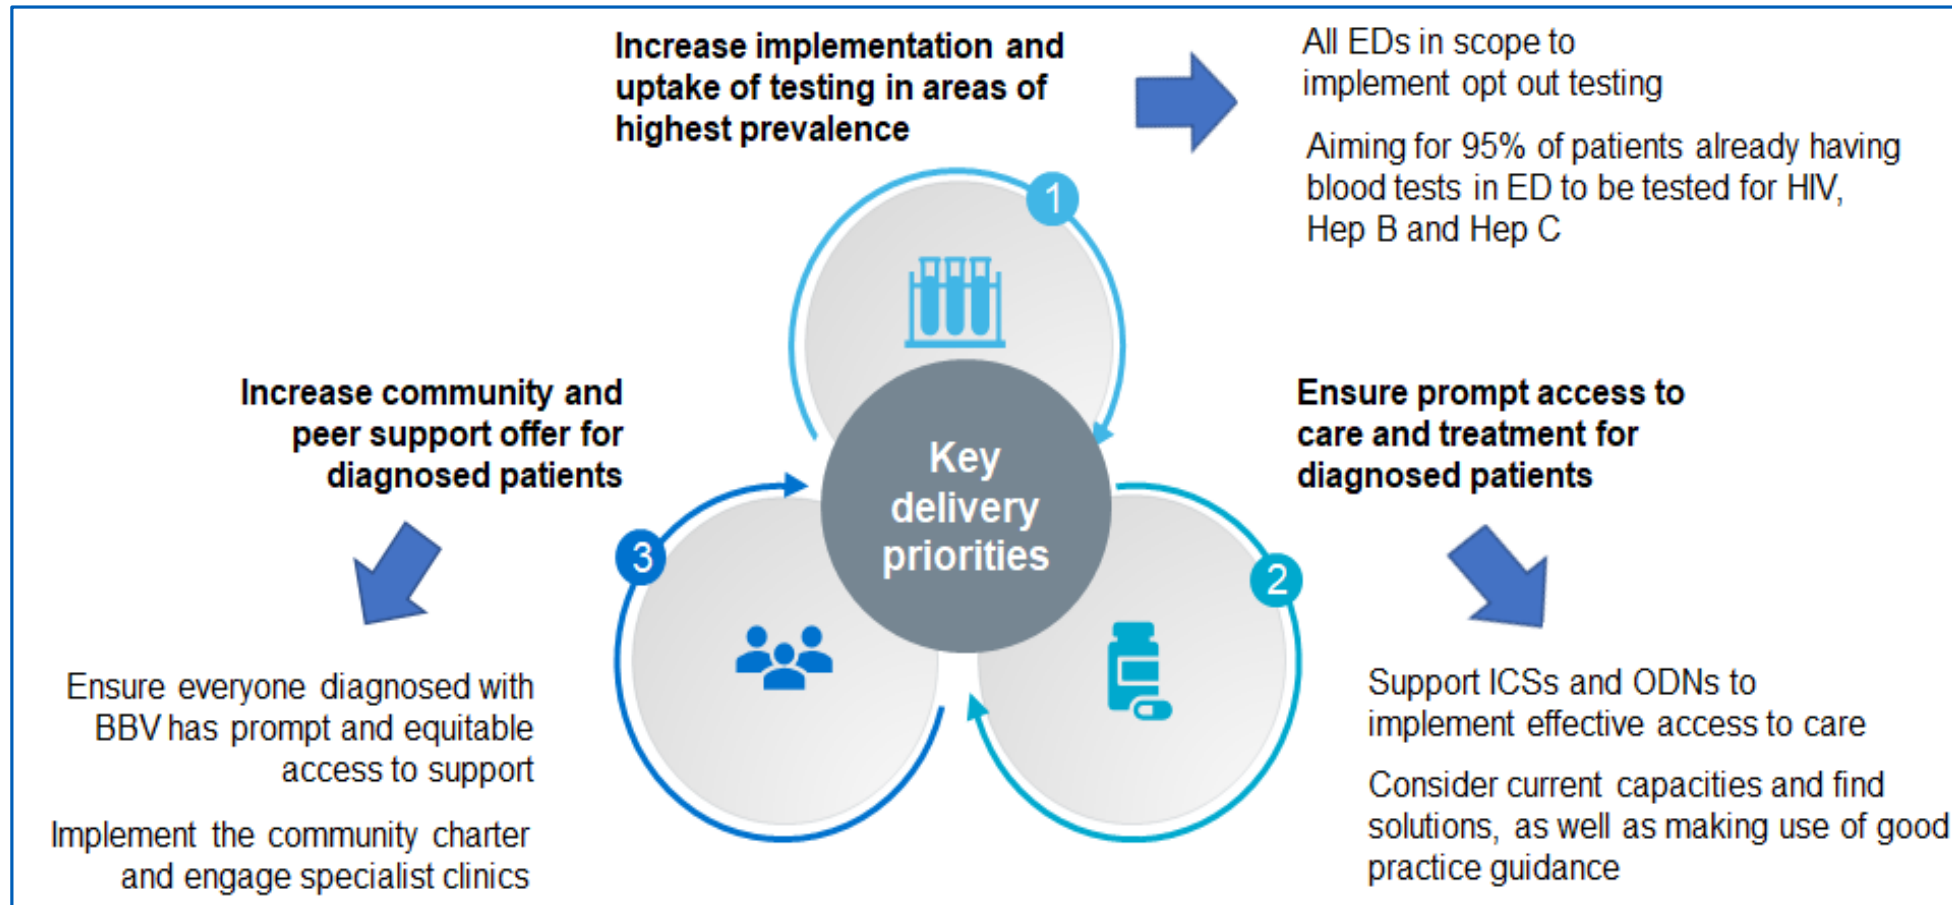 Increase implementation and
uptake of testing in areas of
highest prevalence
All EDs in scope to
implement opt out testing
Aiming for 95% of patients already having
blood tests in ED to be tested for HIV,
Hep B and Hep C
1
Key
delivery
priorities
Ensure prompt access to
care and treatment for
diagnosed patients
2
Support ICSs and ODNs to
implement effective access to care
Consider current capacities and find
solutions, as well as making use of good
practice guidance
Increase community and
peer support offer for
diagnosed patients
3
Ensure everyone diagnosed with
BBV has prompt and equitable
access to support
Implement the community charter
and engage specialist clinics